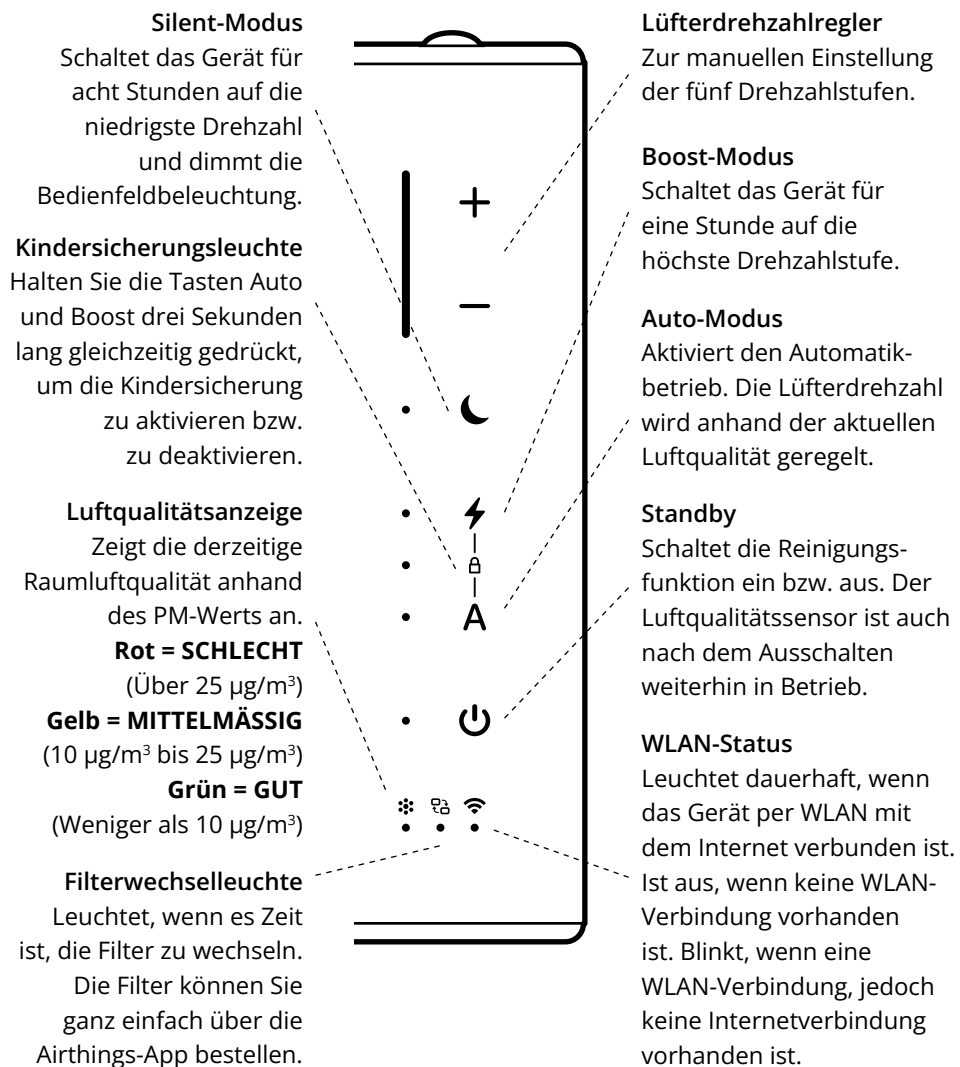 Silent-Modus
Schaltet das Gerät für
acht Stunden auf die
niedrigste Drehzahl
und dimmt die
Bedienfeldbeleuchtung.
Kindersicherungsleuchte
Halten Sie die Tasten Auto
und Boost drei Sekunden
lang gleichzeitig gedrückt,
um die Kindersicherung
zu aktivieren bzw.
zu deaktivieren.
Luftqualitätsanzeige
Zeigt die derzeitige
Raumluftqualität anhand
des PM-Werts an.
Rot = SCHLECHT
(Über 25 µg/m³)
Gelb = MITTELMÄSSIG
(10 µg/m³ bis 25 µg/m³)
Grün = GUT
(Weniger als 10 µg/m³)
Filterwechselleuchte
Leuchtet, wenn es Zeit
ist, die Filter zu wechseln.
Die Filter können Sie
ganz einfach über die
Airthings-App bestellen.
+
−
A
Lüfterdrehzahlregler
Zur manuellen Einstellung
der fünf Drehzahlstufen.
Boost-Modus
Schaltet das Gerät für
eine Stunde auf die
höchste Drehzahlstufe.
Auto-Modus
Aktiviert den Automatik-
betrieb. Die Lüfterdrehzahl
wird anhand der aktuellen
Luftqualität geregelt.
Standby
Schaltet die Reinigungs-
funktion ein bzw. aus. Der
Luftqualitätssensor ist auch
nach dem Ausschalten
weiterhin in Betrieb.
WLAN-Status
Leuchtet dauerhaft, wenn
das Gerät per WLAN mit
dem Internet verbunden ist.
Ist aus, wenn keine WLAN-
Verbindung vorhanden
ist. Blinkt, wenn eine
WLAN-Verbindung, jedoch
keine Internetverbindung
vorhanden ist.